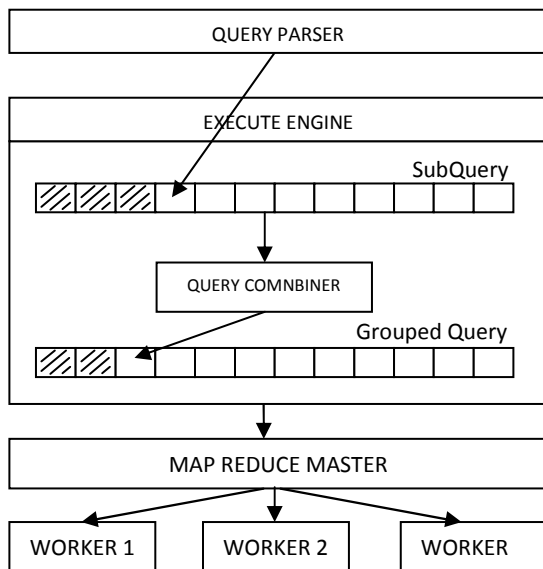 QUERY PARSER
EXECUTE ENGINE
SubQuery
QUERY COMNBINER
Grouped Query
MAP REDUCE MASTER
WORKER 1
WORKER 2
WORKER